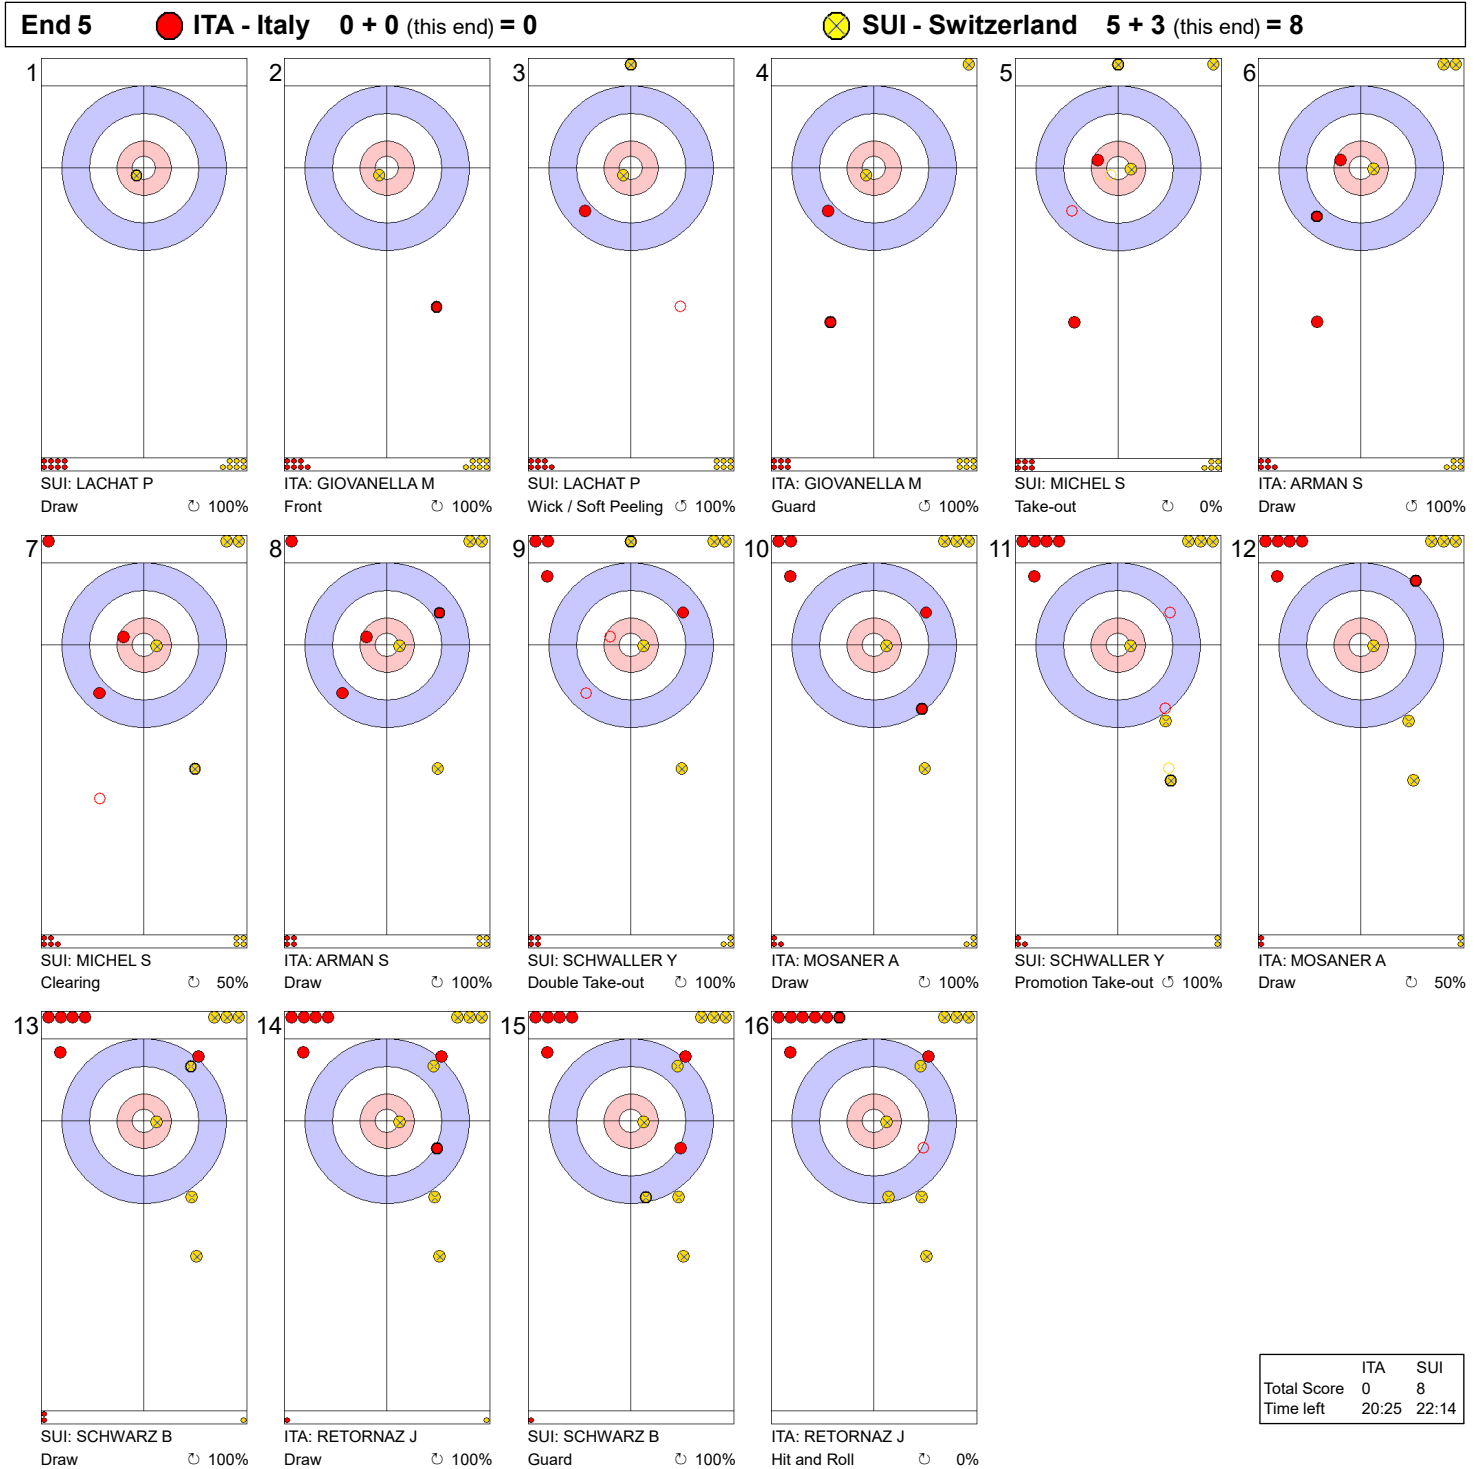 End 5 ITA - Italy 0 + 0 (this end) = 0 SUI - Switzerland 5 + 3 (this end) = 8
1 2 3 4 5 6
SUI: LACHAT P ITA: GIOVANELLA M SUI: LACHAT P ITA: GIOVANELLA M SUI: MICHEL S ITA: ARMAN S
Draw ↻ 100% Front ↻ 100% Wick / Soft Peeling ↺ 100% Guard ↺ 100% Take-out ↻ 0% Draw ↻ 100%
7 8 9 10 11 12
SUI: MICHEL S ITA: ARMAN S SUI: SCHWALLER Y ITA: MOSANER A SUI: SCHWALLER Y ITA: MOSANER A
Clearing ↻ 50% Draw ↻ 100% Double Take-out ↻ 100% Draw ↻ 100% Promotion Take-out ↺ 100% Draw ↻ 50%
13 14 15 16
SUI: SCHWARZ B ITA: RETORNAZ J SUI: SCHWARZ B ITA: RETORNAZ J
Draw ↻ 100% Draw ↻ 100% Guard ↻ 100% Hit and Roll ↻ 0%
ITA SUI
Total Score 0 8
Time left 20:25 22:14